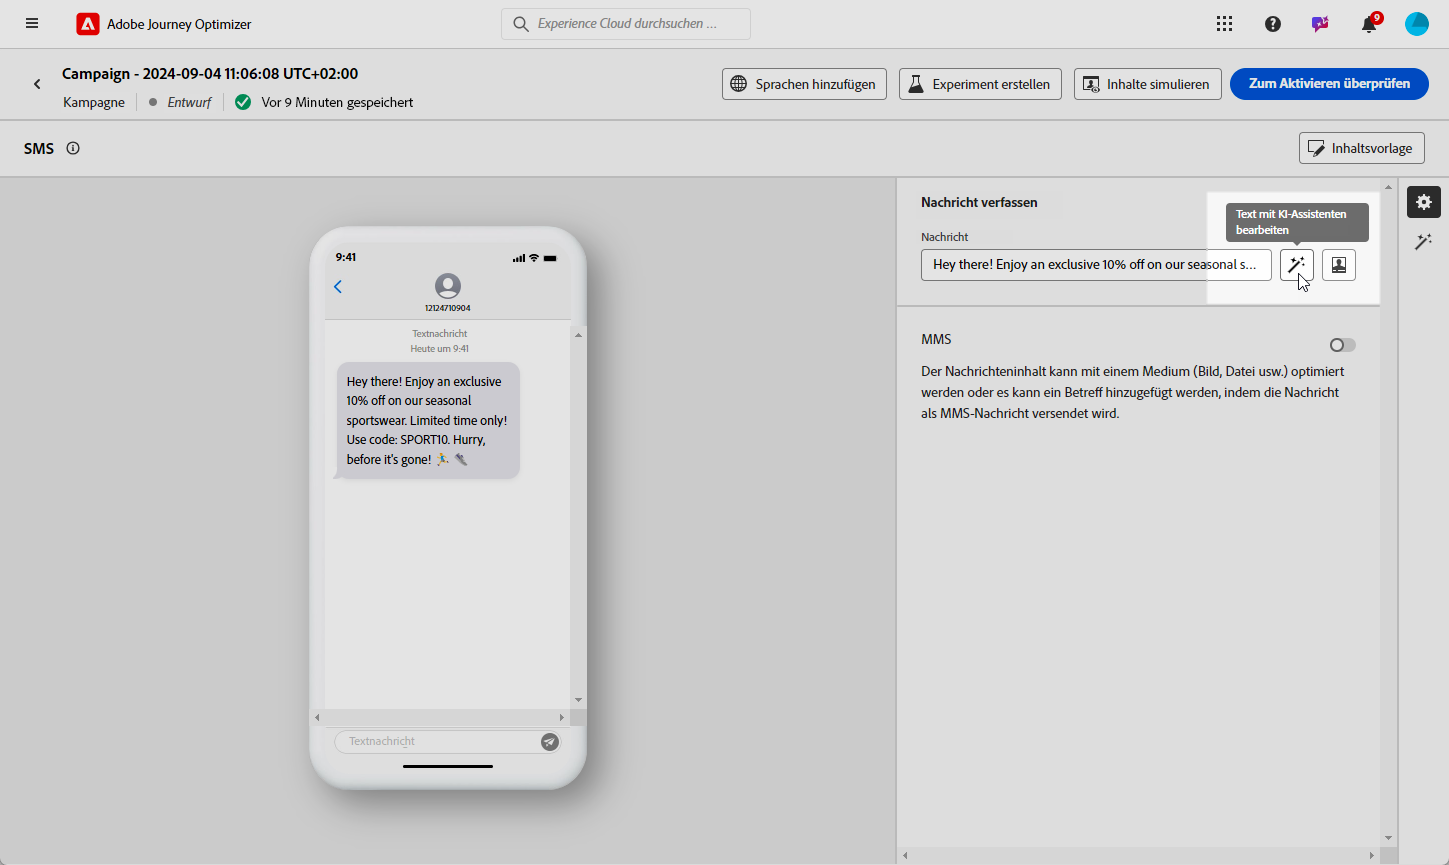 Adobe Journey Optimizer
Experience Cloud durchsuchen ...
9
Campaign - 2024-09-04 11:06:08 UTC+02:00
Kampagne
Entwurf
Vor 9 Minuten gespeichert
Sprachen hinzufügen
Experiment erstellen
Inhalte simulieren
Zum Aktivieren überprüfen
SMS
Inhaltsvorlage
9:41
12124710904
Textnachricht
Heute um 9:41
Hey there! Enjoy an exclusive
10% off on our seasonal
sportswear. Limited time only!
Use code: SPORT10. Hurry,
before it's gone! 🏃‍♂️ 👟
Textnachricht
Nachricht verfassen
Text mit KI-Assistenten
bearbeiten
Nachricht
Hey there! Enjoy an exclusive 10% off on our seasonal s...
MMS
Der Nachrichteninhalt kann mit einem Medium (Bild, Datei usw.) optimiert
werden oder es kann ein Betreff hinzugefügt werden, indem die Nachricht
als MMS-Nachricht versendet wird.